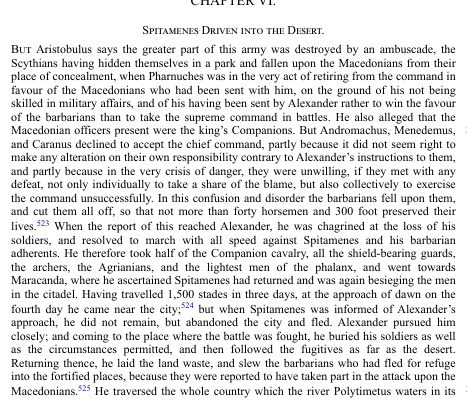 CHAPTER VI.
SPITAMENES DRIVEN INTO THE DESERT.
BUT Aristobulus says the greater part of this army was destroyed by an ambuscade, the
Scythians having hidden themselves in a park and fallen upon the Macedonians from their
place of concealment, when Pharnuches was in the very act of retiring from the command in
favour of the Macedonians who had been sent with him, on the ground of his not being
skilled in military affairs, and of his having been sent by Alexander rather to win the favour
of the barbarians than to take the supreme command in battles. He also alleged that the
Macedonian officers present were the king's Companions. But Andromachus, Menedemus,
and Caranus declined to accept the chief command, partly because it did not seem right to
make any alteration on their own responsibility contrary to Alexander's instructions to them,
and partly because in the very crisis of danger, they were unwilling, if they met with any
defeat, not only individually to take a share of the blame, but also collectively to exercise
the command unsuccessfully. In this confusion and disorder the barbarians fell upon them,
and cut them all off, so that not more than forty horsemen and 300 foot preserved their
lives.523 When the report of this reached Alexander, he was chagrined at the loss of his
soldiers, and resolved to march with all speed against Spitamenes and his barbarian
adherents. He therefore took half of the Companion cavalry, all the shield-bearing guards,
the archers, the Agrianians, and the lightest men of the phalanx, and went towards
Maracanda, where he ascertained Spitamenes had returned and was again besieging the men
in the citadel. Having travelled 1,500 stades in three days, at the approach of dawn on the
fourth day he came near the city;524 but when Spitamenes was informed of Alexander's
approach, he did not remain, but abandoned the city and fled. Alexander pursued him
closely; and coming to the place where the battle was fought, he buried his soldiers as well
as the circumstances permitted, and then followed the fugitives as far as the desert.
Returning thence, he laid the land waste, and slew the barbarians who had fled for refuge
into the fortified places, because they were reported to have taken part in the attack upon the
Macedonians.525 He traversed the whole country which the river Polytimetus waters in its